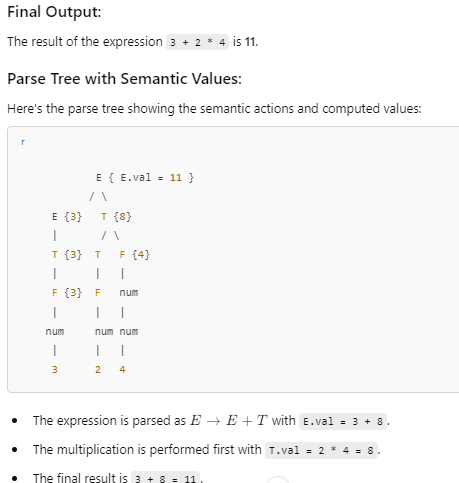 Final Output:
The result of the expression 3 + 2 * 4 is 11.
Parse Tree with Semantic Values:
Here's the parse tree showing the semantic actions and computed values:
r
E { E.val = 11 }
/ \
E {3} T {8}
| / \
T {3} T F {4}
| | |
F {3} F num
| | |
num num num
| | |
3 2 4
• The expression is parsed as E → E + T with E.val = 3 + 8.
• The multiplication is performed first with T.val = 2 * 4 = 8.
• The final result is 3 + 8 = 11.